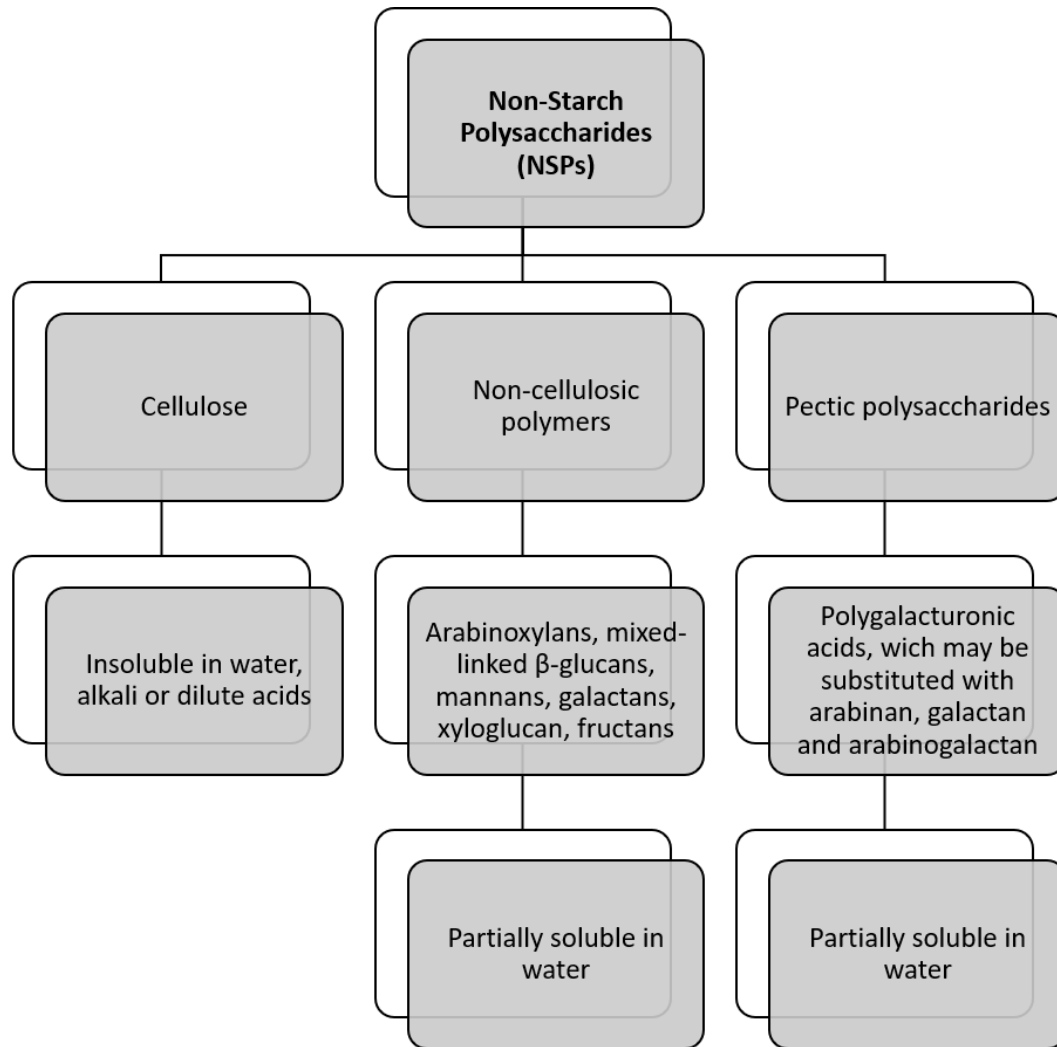 Non-Starch
Polysaccharides
(NSPs)
Cellulose
Non-cellulosic
polymers
Pectic polysaccharides
Insoluble in water,
alkali or dilute acids
Arabinoxylans, mixed-
linked β-glucans,
mannans, galactans,
xyloglucan, fructans
Polygalacturonic
acids, wich may be
substituted with
arabinan, galactan
and arabinogalactan
Partially soluble in
water
Partially soluble in
water